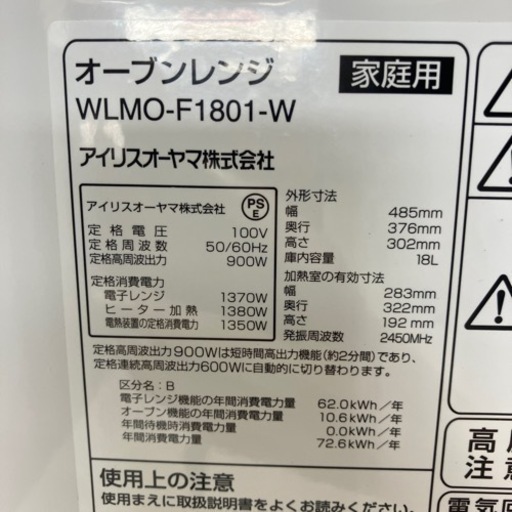 オーブンレンジ 家庭用
WLMO-F1801-W
アイリスオーヤマ株式会社
アイリスオーヤマ株式会社 PS E
定格電圧 100V
定格周波数 50/60Hz
定格高周波出力 900W
定格消費電力
電子レンジ 1370W
ヒーター加熱 1380W
電熱装置の定格消費電力 1350W
外形寸法
幅 485mm
奥行 376mm
高さ 302mm
庫内容量 18L
加熱室の有効寸法
幅 283mm
奥行 322mm
高さ 192mm
発振周波数 2450MHz
定格高周波出力900Wは短時間高出力機能(約2分間)であり、
定格連続高周波出力600Wに自動的に切り替わります。
区分名:B
電子レンジ機能の年間消費電力量 62.0kWh/年
オーブン機能の年間消費電力量 10.6kWh/年
年間待機時消費電力量 0.0kWh/年
年間消費電力量 72.6kWh/年
使用上の注意
使用まえに取扱説明書をよくお読みください。
高
注意